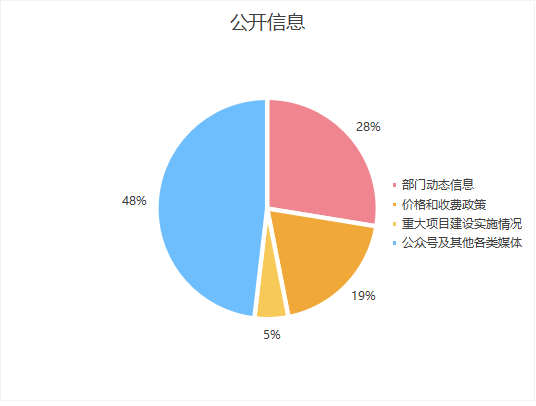 公开信息
28%
48%
部门动态信息
价格和收费政策
重大项目建设实施情况
公众号及其他各类媒体
19%
5%